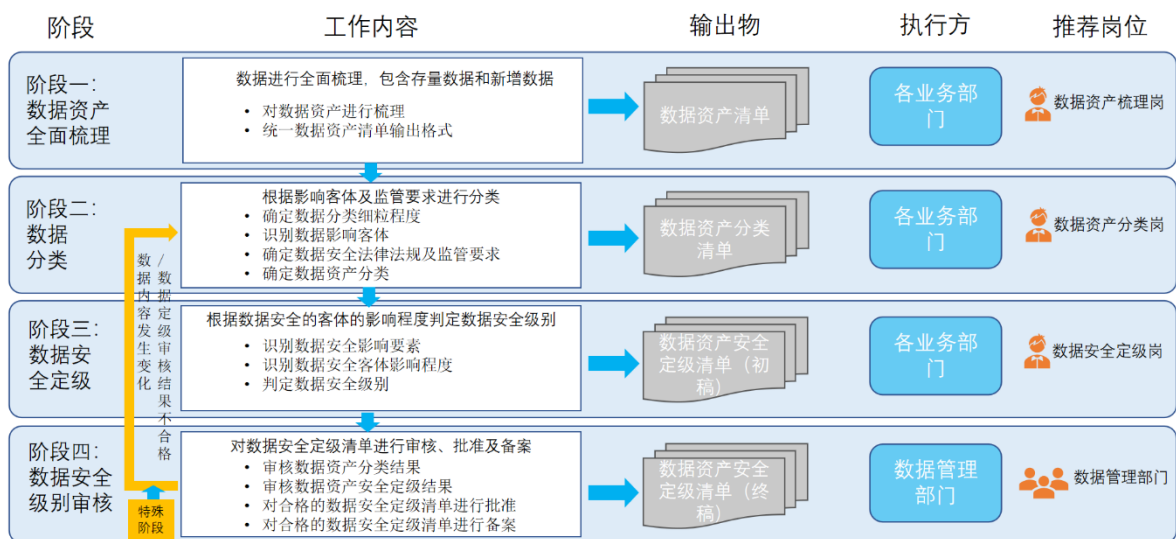 阶段
工作内容
输出物
执行方
推荐岗位
阶段一：
数据资产
全面梳理
数据进行全面梳理，包含存量数据和新增数据
• 对数据资产进行梳理
• 统一数据资产清单输出格式
数据资产清单
各业务部
门
数据资产梳理岗
阶段二：
数据
分类
根据影响客体及监管要求进行分类
• 确定数据分类细粒程度
• 识别数据影响客体
• 确定数据安全法律法规及监管要求
• 确定数据资产分类
数据资产分类
清单
各业务部
门
数据资产分类岗
数据内容发生变化
/数据定级审核结果不合格
阶段三：
数据安
全定级
根据数据安全的客体的影响程度判定数据安全级别
• 识别数据安全影响要素
• 识别数据安全客体影响程度
• 判定数据安全级别
数据资产安全
定级清单（初
稿）
各业务部
门
数据安全定级岗
阶段四：
数据安全
级别审核
特殊
阶段
对数据安全定级清单进行审核、批准及备案
• 审核数据资产分类结果
• 审核数据资产安全定级结果
• 对合格的数据安全定级清单进行批准
• 对合格的数据安全定级清单进行备案
数据资产安全
定级清单（终
稿）
数据管理
部门
数据管理部门